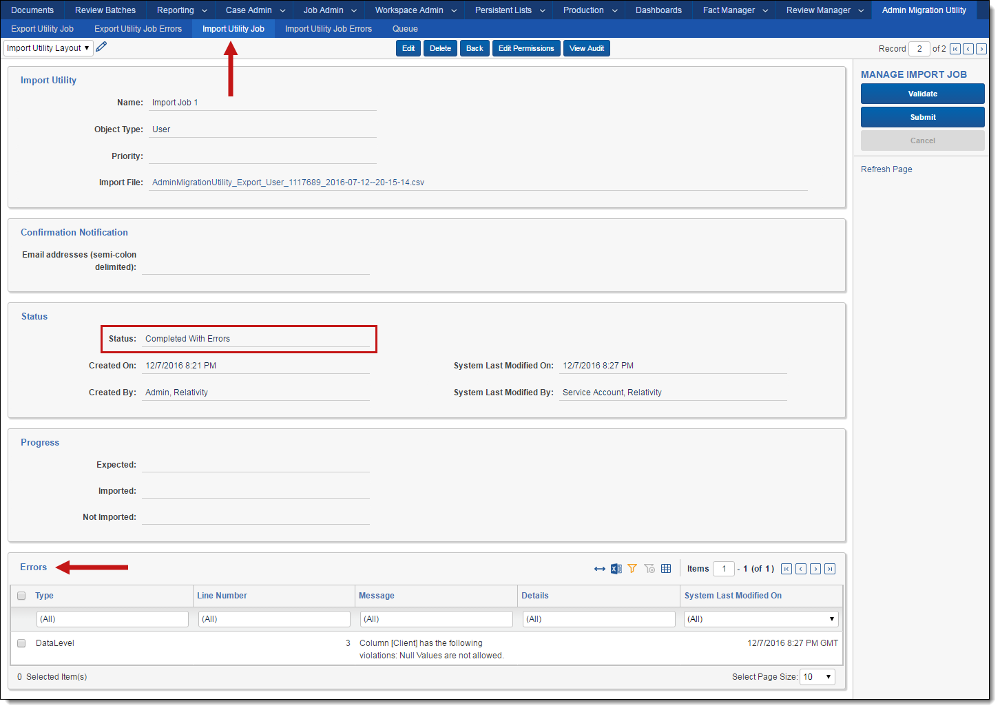 Documents Review Batches Reporting Case Admin Job Admin Workspace Admin Persistent Lists Production Dashboards Fact Manager Review Manager Admin Migration Utility
Export Utility Job Export Utility Job Errors Import Utility Job Import Utility Job Errors Queue
Import Utility Layout Edit Delete Back Edit Permissions View Audit Record 2 of 2
MANAGE IMPORT JOB
Validate
Submit
Cancel
Refresh Page
Import Utility
Name: Import Job 1
Object Type: User
Priority:
Import File: AdminMigrationUtility_Export_User_1117689_2016-07-12--20-15-14.csv
Confirmation Notification
Email addresses (semi-colon
delimited):
Status
Status: Completed With Errors
Created On: 12/7/2016 8:21 PM System Last Modified On: 12/7/2016 8:27 PM
Created By: Admin, Relativity System Last Modified By: Service Account, Relativity
Progress
Expected:
Imported:
Not Imported:
Errors Items 1 - 1 (of 1)
Type Line Number Message Details System Last Modified On
(All) (All) (All) (All) (All)
DataLevel 3 Column [Client] has the following 12/7/2016 8:27 PM GMT
violations: Null Values are not allowed.
0 Selected Item(s) Select Page Size: 10